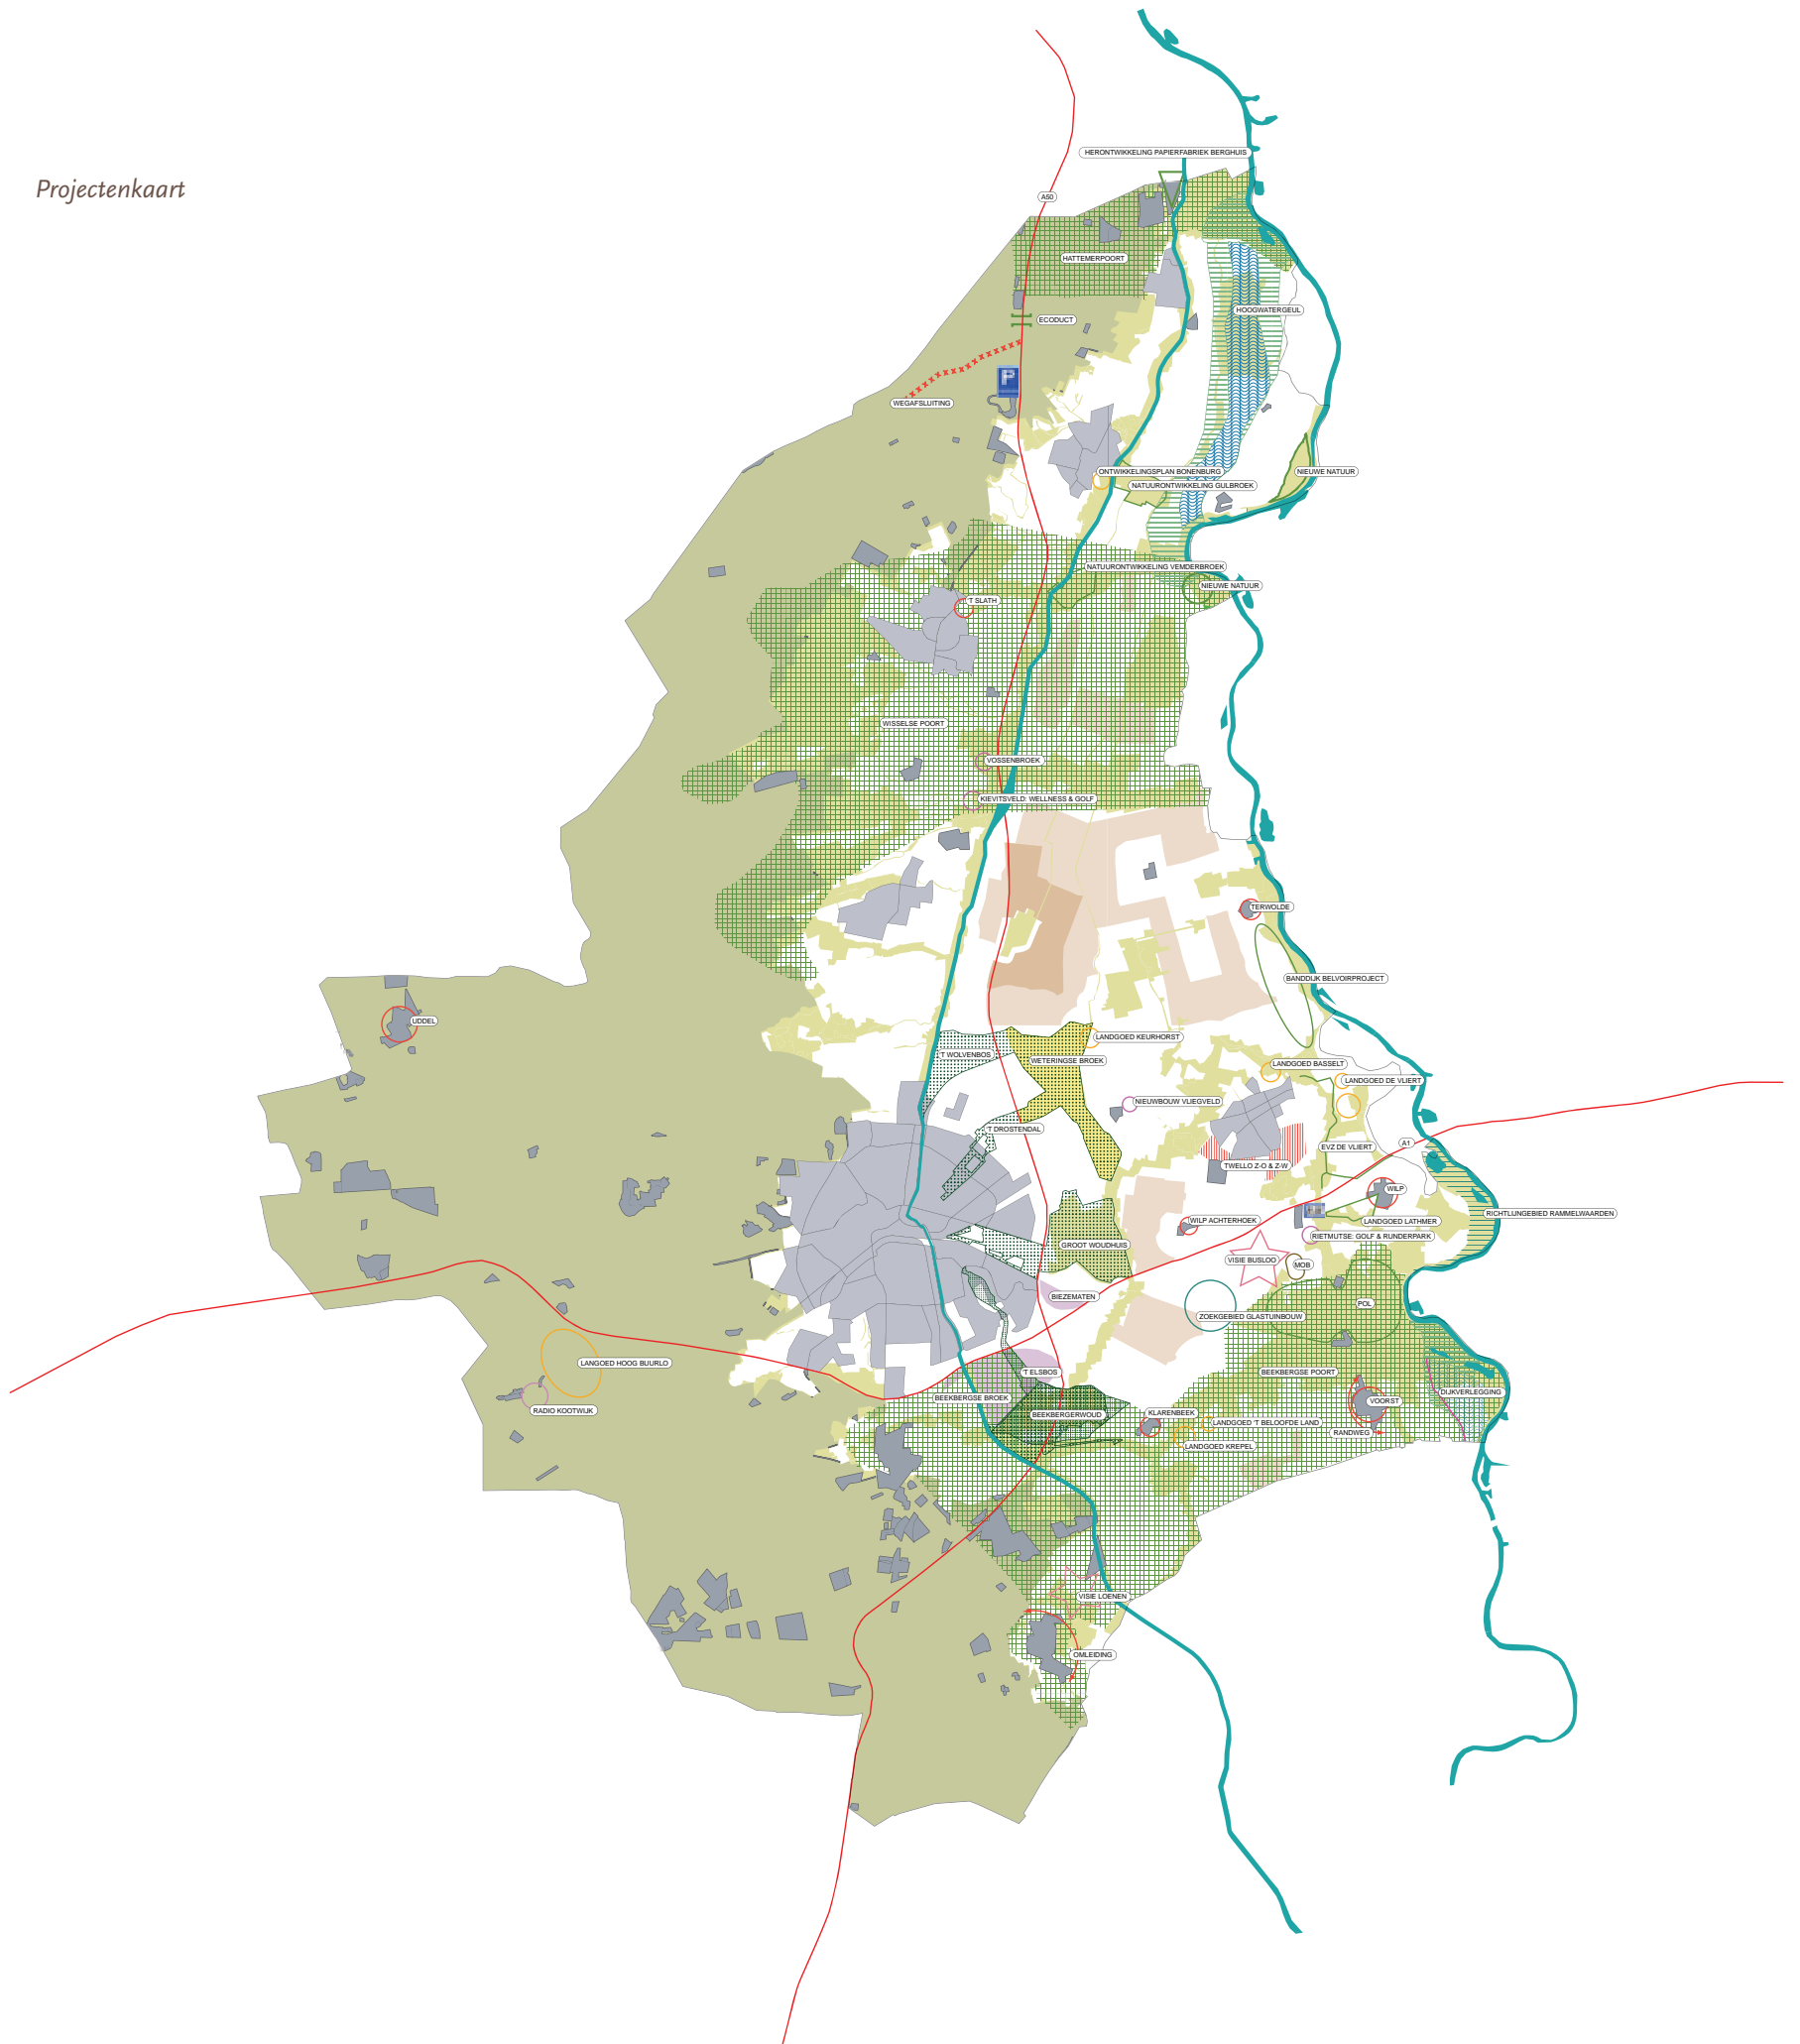 HERONTWIKKELING PAPIERFABRIEK BERGHUIS
Projectenkaart
A50
HATTEMERPOORT
HOOGWATERGEUL
ECODUCT
P
WEGAFSLUITING
ONTWIKKELINGSPLAN BONENBURG
NIEUWE NATUUR
NATUURONTWIKKELING GULBROEK
NATUURONTWIKKELING VEMDERBROEK
NIEUWE NATUUR
'T SLATH
WISSELSE POORT
VOSSENBROEK
KIEVITSVELD: WELLNESS & GOLF
TERWOLDE
BANDDIJK BELVOIRPROJECT
UDDEL
LANDGOED KEURHORST
'T WOLVENBOS
WETERINGSE BROEK
LANDGOED BASSELT
LANDGOED DE VLIERT
NIEUWBOUW VLIEGVELD
'T DROSTENDAL
A1
EVZ DE VLIERT
TWELLO Z-O & Z-W
WILP
RICHTLIJNGEBIED RAMMELWAARDEN
WILP ACHTERHOEK
LANDGOED LATHMER
RIETMUTSE: GOLF & RUNDERPARK
GROOT WOUDHUIS
VISIE BUSLOO
MOB
BIEZEMATEN
POL
ZOEKGEBIED GLASTUINBOUW
LANGOED HOOG BUURLO
'T ELSBOS
BEEKBERGSE POORT
DIJKVERLEGGING
BEEKBERGSE BROEK
VOORST
RADIO KOOTWIJK
BEEKBERGERWOUD
KLARENBEEK
LANDGOED 'T BELOOFDE LAND
RANDWEG
LANDGOED KREPEL
VISIE LOENEN
OMLEIDING